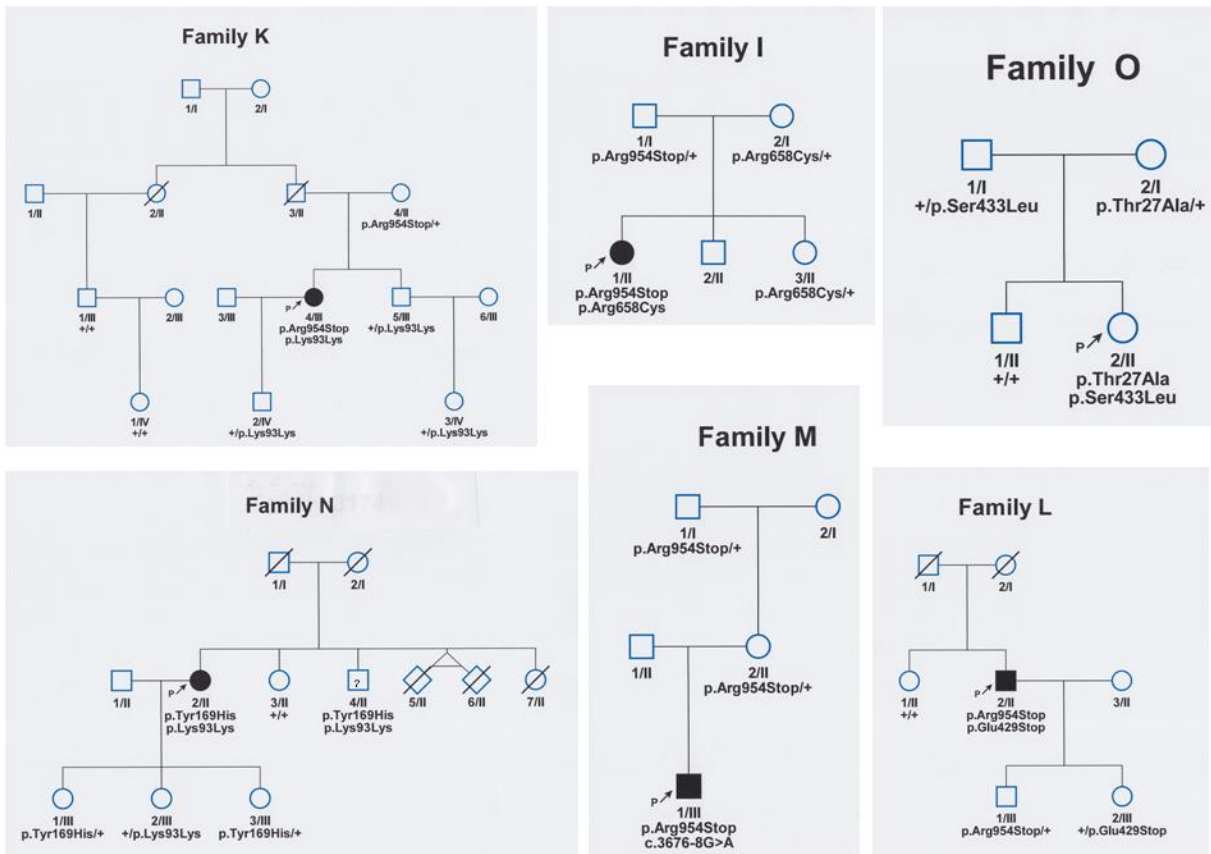 Family K
1/I
2/I
1/II
2/II
3/II
4/II
p.Arg954Stop/+
1/III
+/+
2/III
3/III
P
4/III
p.Arg954Stop
p.Lys93Lys
5/III
+/p.Lys93Lys
6/III
1/IV
+/+
2/IV
+/p.Lys93Lys
3/IV
+/p.Lys93Lys
Family I
1/I
p.Arg954Stop/+
2/I
p.Arg658Cys/+
P
1/II
p.Arg954Stop
p.Arg658Cys
2/II
3/II
p.Arg658Cys/+
Family O
1/I
+/p.Ser433Leu
2/I
p.Thr27Ala/+
1/II
+/+
P
2/II
p.Thr27Ala
p.Ser433Leu
Family N
1/I
2/I
1/II
P
2/II
p.Tyr169His
p.Lys93Lys
3/II
+/+
?
4/II
p.Tyr169His
p.Lys93Lys
5/II
6/II
7/II
1/III
p.Tyr169His/+
2/III
+/p.Lys93Lys
3/III
p.Tyr169His/+
Family M
1/I
p.Arg954Stop/+
2/I
1/II
2/II
p.Arg954Stop/+
P
1/III
p.Arg954Stop
c.3676-8G>A
Family L
1/I
2/I
1/II
+/+
P
2/II
p.Arg954Stop
p.Glu429Stop
3/II
1/III
p.Arg954Stop/+
2/III
+/p.Glu429Stop